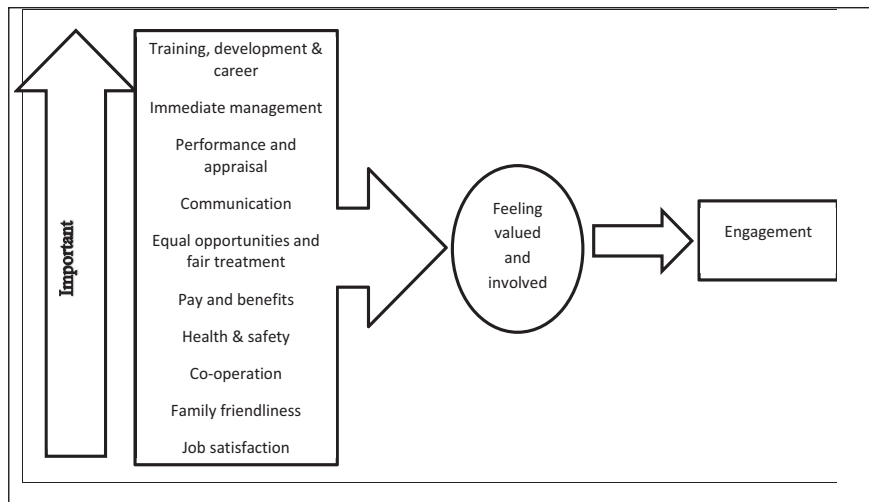 Important
Training, development &
career
Immediate management
Performance and
appraisal
Communication
Equal opportunities and
fair treatment
Pay and benefits
Health & safety
Co-operation
Family friendliness
Job satisfaction
Feeling
valued
and
involved
Engagement